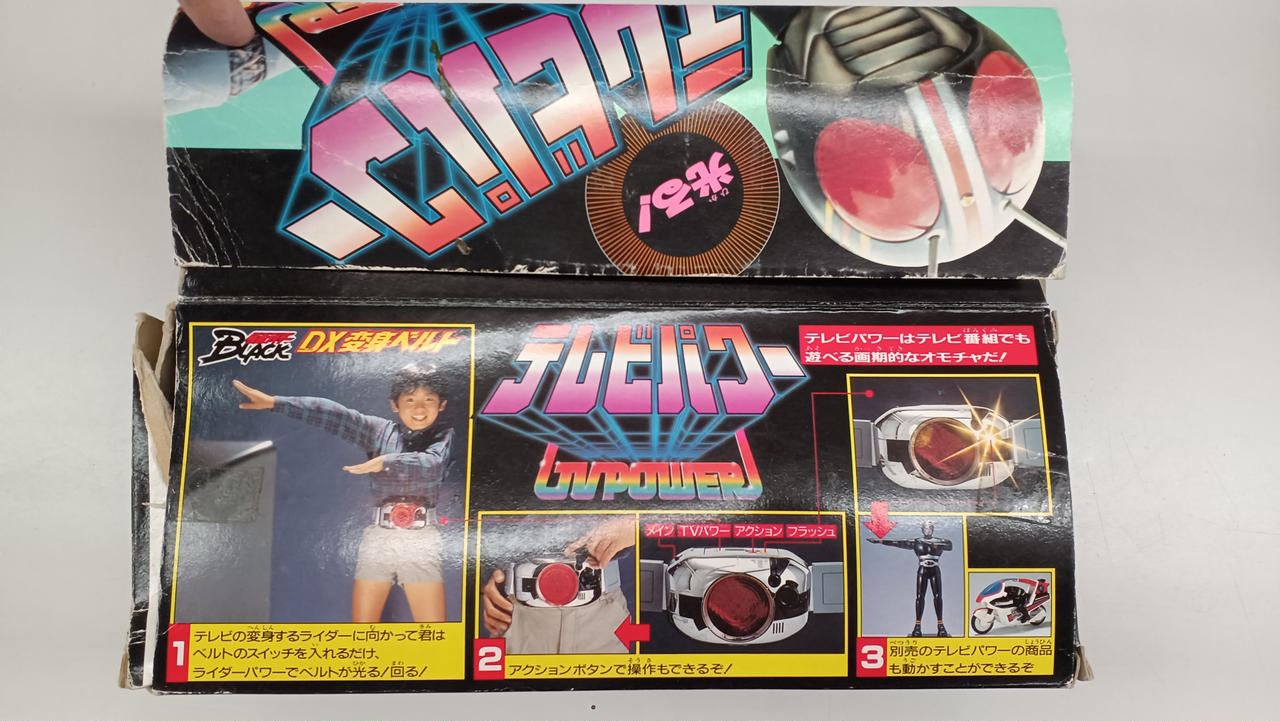 テレビパワー
光る!
BLACK DX変身ベルト
テレビパワー
TV POWER
テレビパワーはテレビ番組でも
遊べる画期的なオモチャだ!
メイン TVパワー アクション フラッシュ
1 テレビの変身するライダーに向かって君は
ベルトのスイッチを入れるだけ、
ライダーパワーでベルトが光る!回る!
2 アクションボタンで操作もできるぞ!
3 別売のテレビパワーの商品
も動かすことができるぞ